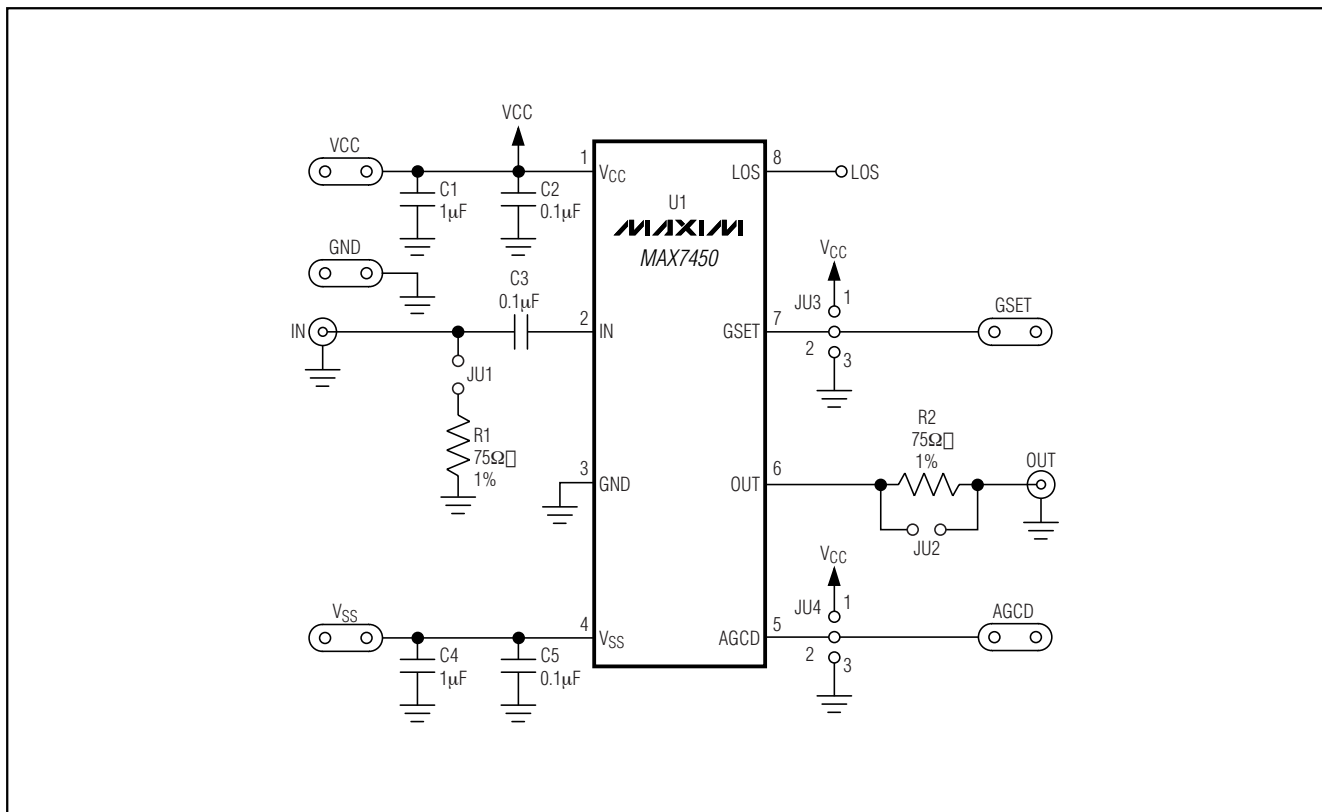 VCC
VCC
C1
1µF
C2
0.1µF
1
VCC
8
LOS
LOS
U1
MAXIM
MAX7450
GND
C3
0.1µF
IN
2
IN
JU1
R1
75Ω▯
1%
VCC
JU3
1
7
GSET
2
3
GSET
3
GND
R2
75Ω▯
1%
6
OUT
OUT
JU2
VSS
4
VSS
C4
1µF
C5
0.1µF
VCC
JU4
1
5
AGCD
2
3
AGCD